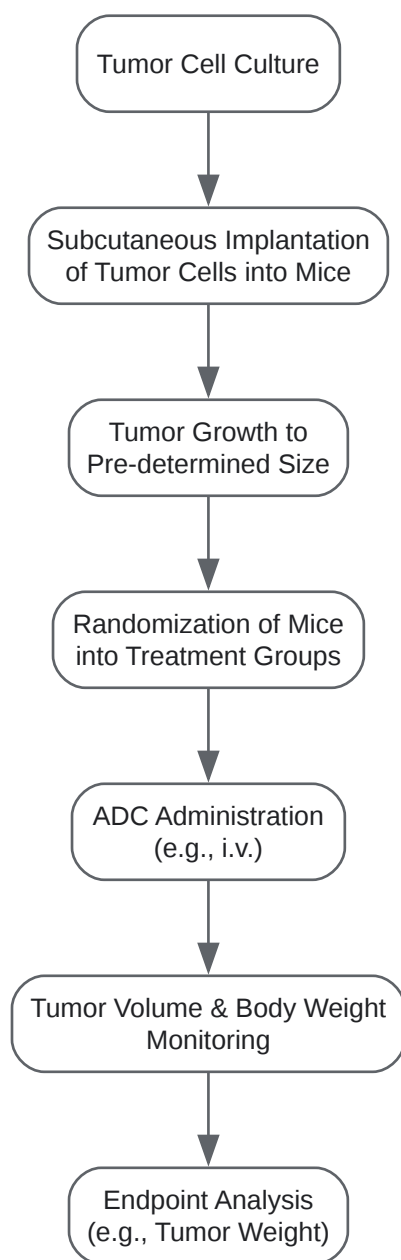 Tumor Cell Culture
Subcutaneous Implantation
of Tumor Cells into Mice
Tumor Growth to
Pre-determined Size
Randomization of Mice
into Treatment Groups
ADC Administration
(e.g., i.v.)
Tumor Volume & Body Weight
Monitoring
Endpoint Analysis
(e.g., Tumor Weight)